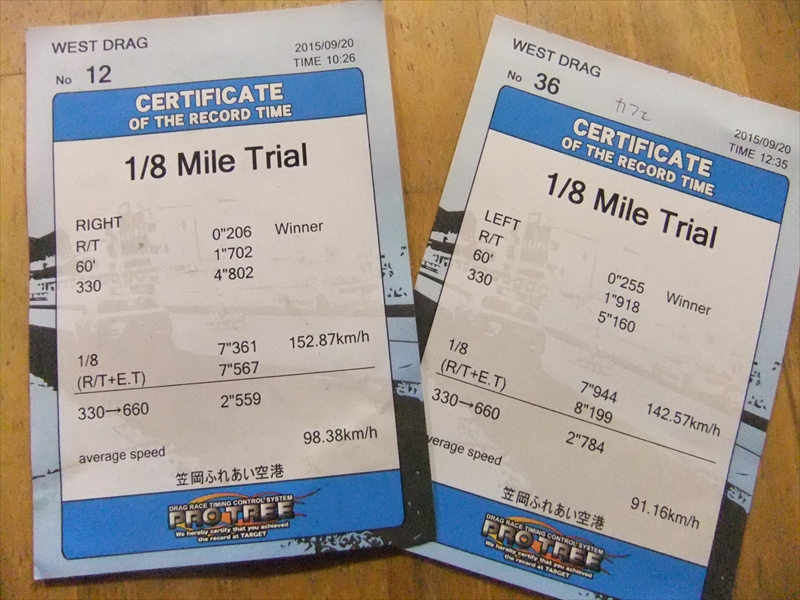 WEST DRAG
2015/09/20
No 12
TIME 10:26
CERTIFICATE
OF THE RECORD TIME
1/8 Mile Trial
RIGHT
R/T 0"206 Winner
60' 1"702
330 4"802
1/8 7"361 152.87km/h
(R/T+E.T) 7"567
330→660 2"559
average speed 98.38km/h
笠岡ふれあい空港
DRAG RACE TIMING CONTROL SYSTEM
PRO TREE
We hereby certify that you achieved
the record at TARGET
WEST DRAG
2015/09/20
No 36
カフェ
TIME 12:35
CERTIFICATE
OF THE RECORD TIME
1/8 Mile Trial
LEFT
R/T 0"255 Winner
60' 1"918
330 5"160
1/8 7"944 142.57km/h
(R/T+E.T) 8"199
330→660 2"784
average speed 91.16km/h
笠岡ふれあい空港
DRAG RACE TIMING CONTROL SYSTEM
PRO TREE
We hereby certify that you achieved
the record at TARGET